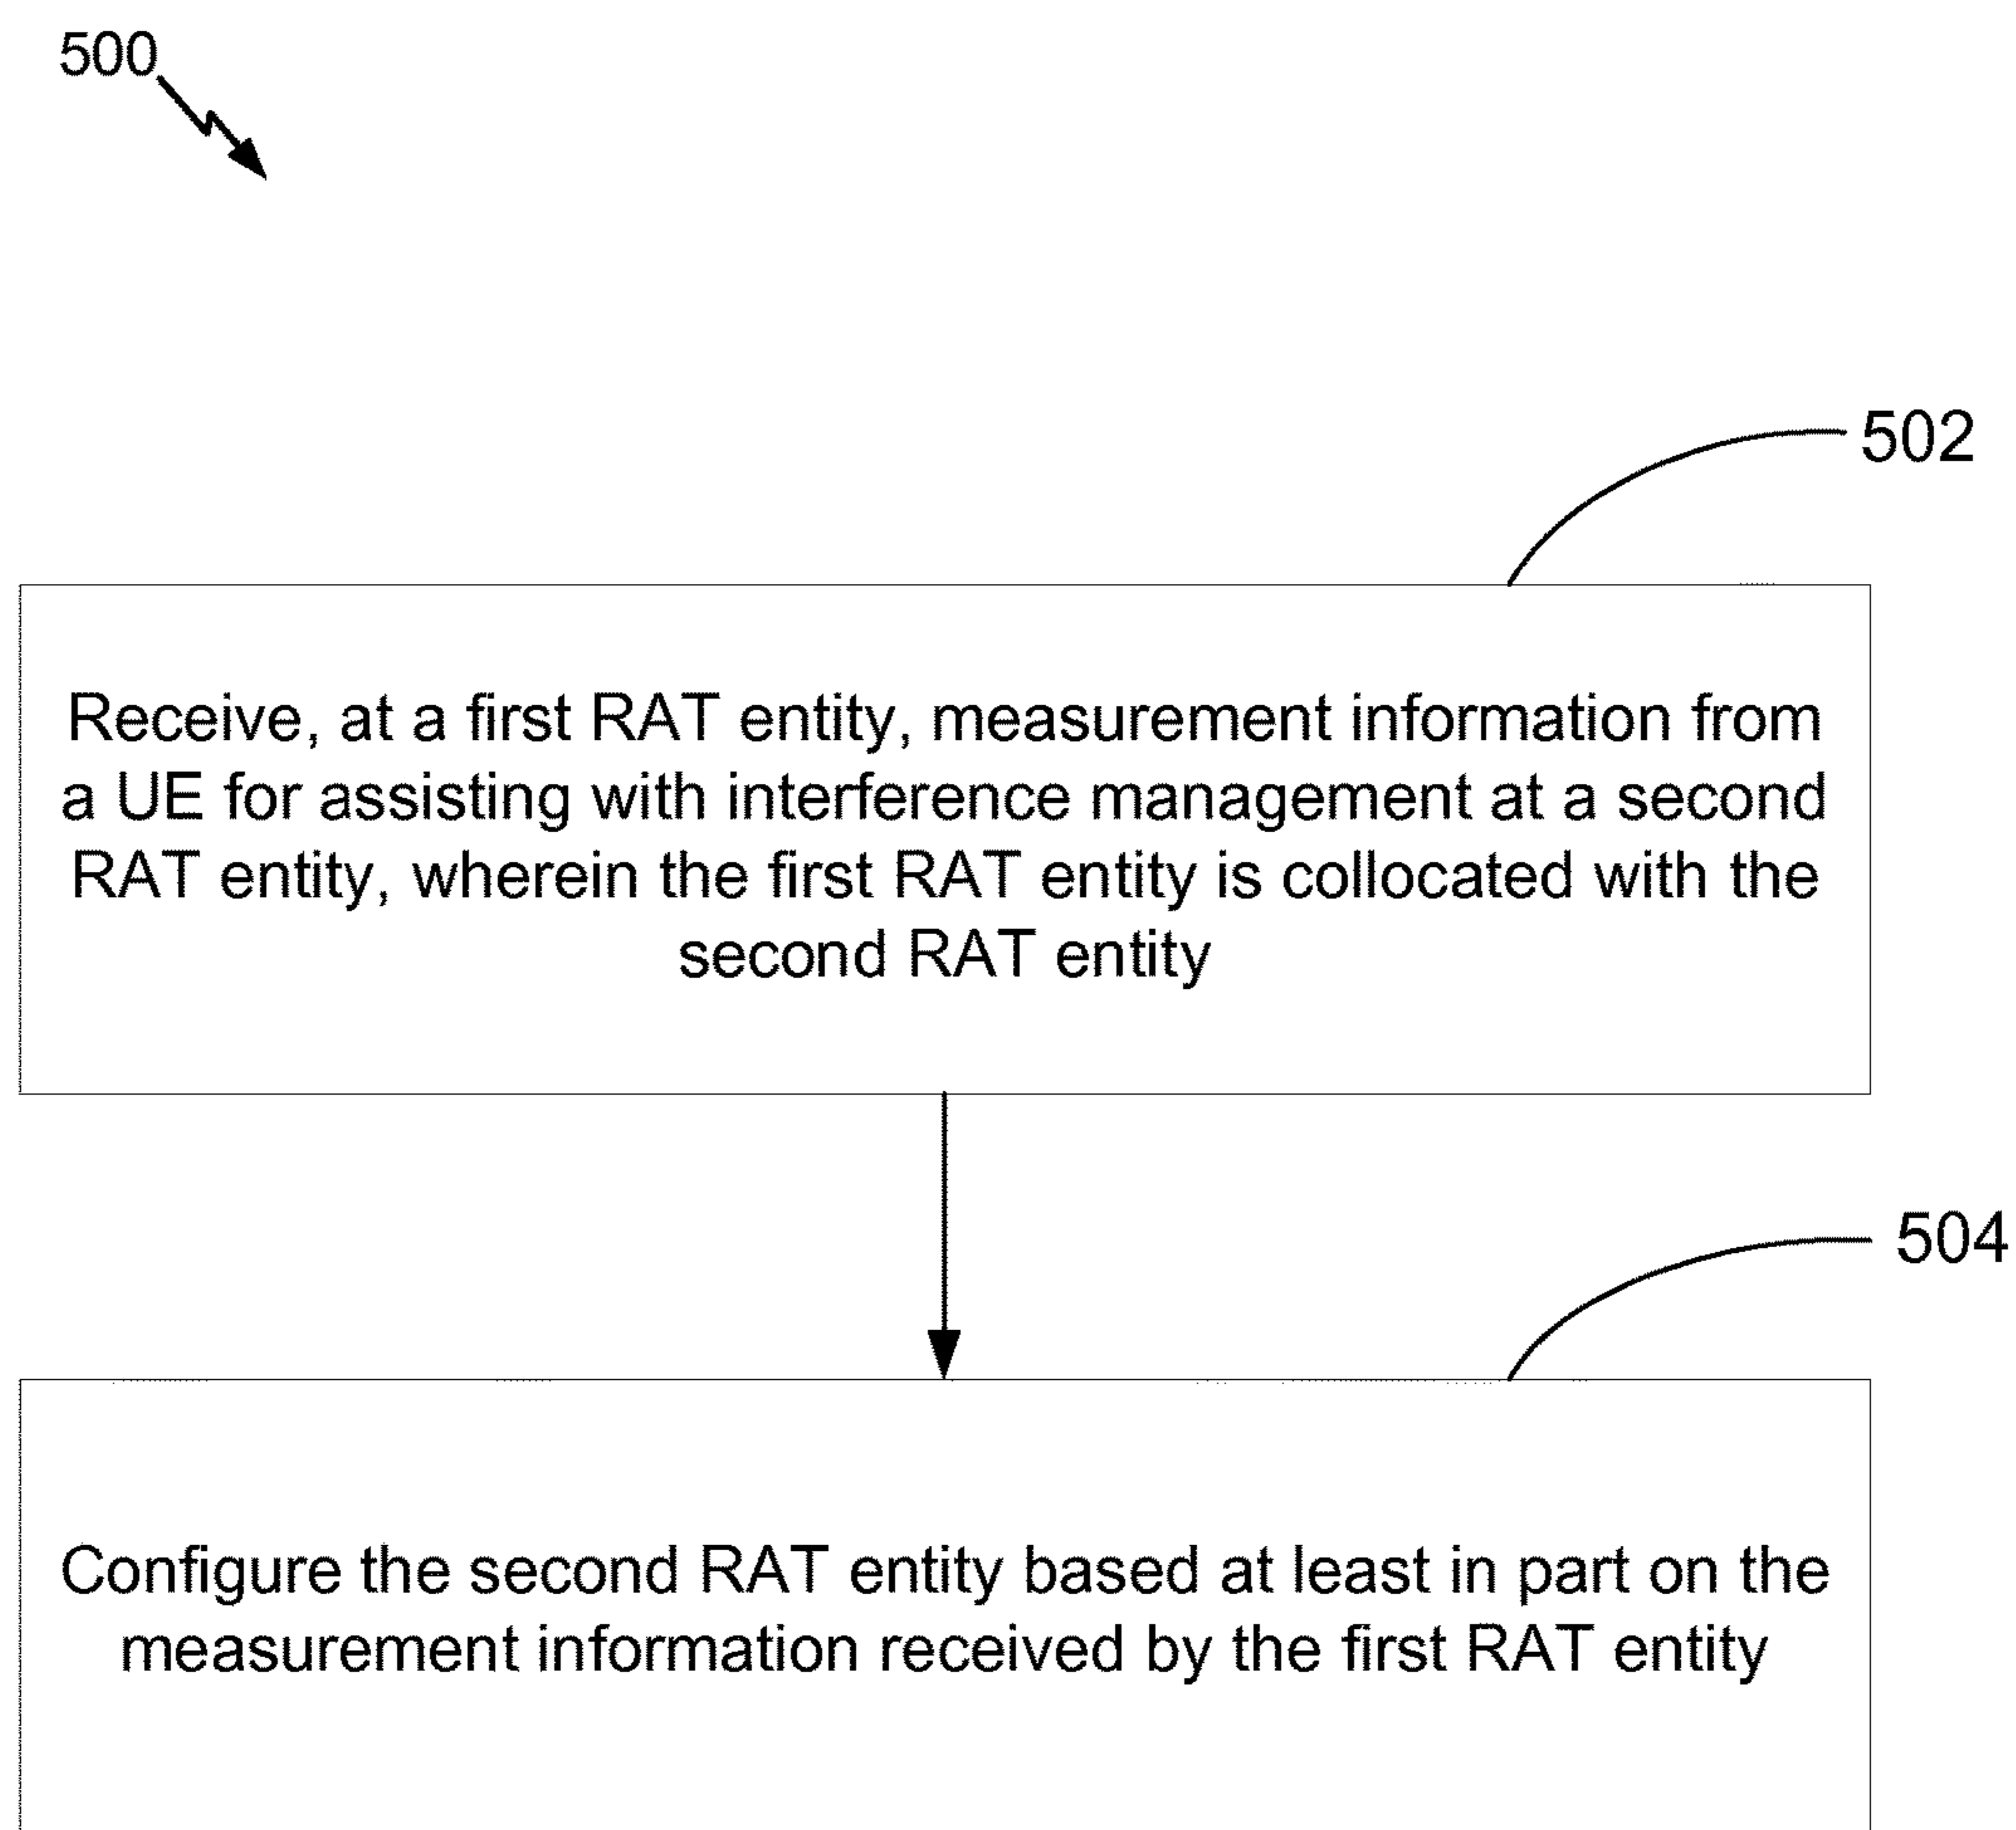 500
502
Receive, at a first RAT entity, measurement information from
a UE for assisting with interference management at a second
RAT entity, wherein the first RAT entity is collocated with the
second RAT entity
504
Configure the second RAT entity based at least in part on the
measurement information received by the first RAT entity